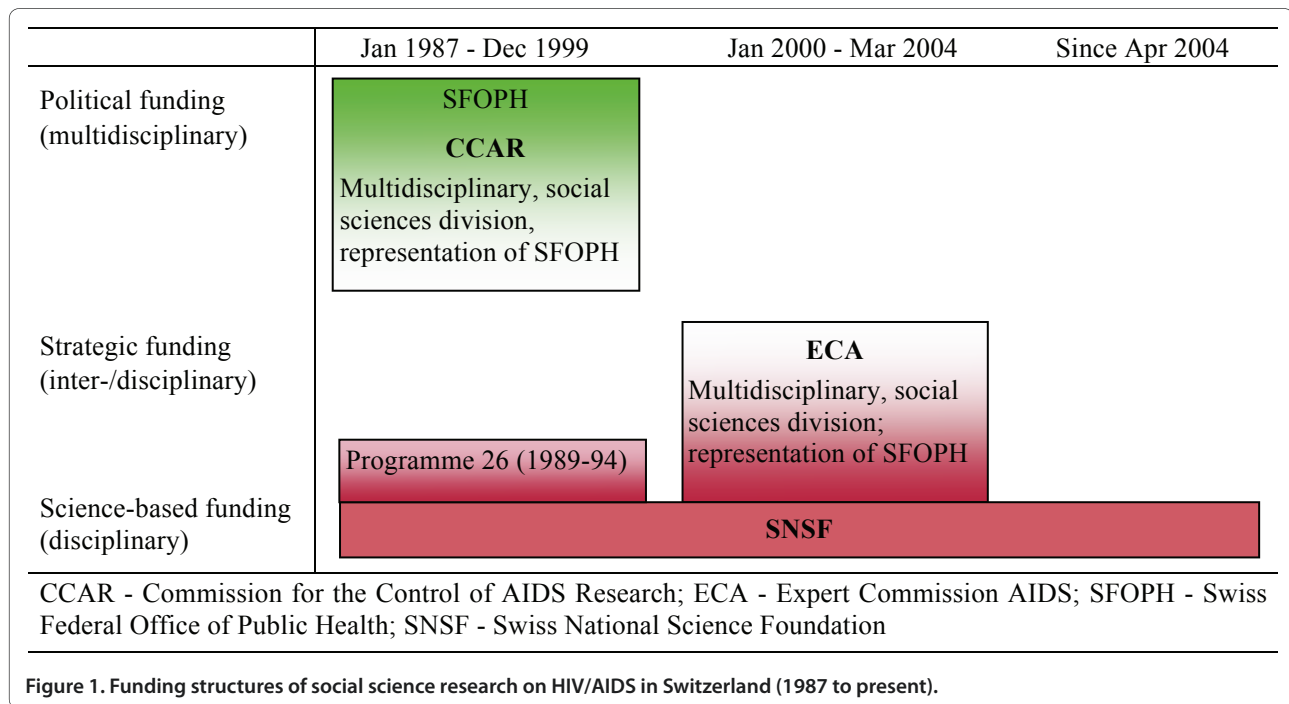 Jan 1987 - Dec 1999 Jan 2000 - Mar 2004 Since Apr 2004
Political funding
(multidisciplinary)
SFOPH
CCAR
Multidisciplinary, social
sciences division,
representation of SFOPH
Strategic funding
(inter-/disciplinary)
ECA
Multidisciplinary, social
sciences division;
representation of SFOPH
Programme 26 (1989-94)
Science-based funding
(disciplinary)
SNSF
CCAR - Commission for the Control of AIDS Research; ECA - Expert Commission AIDS; SFOPH - Swiss
Federal Office of Public Health; SNSF - Swiss National Science Foundation
Figure 1. Funding structures of social science research on HIV/AIDS in Switzerland (1987 to present).